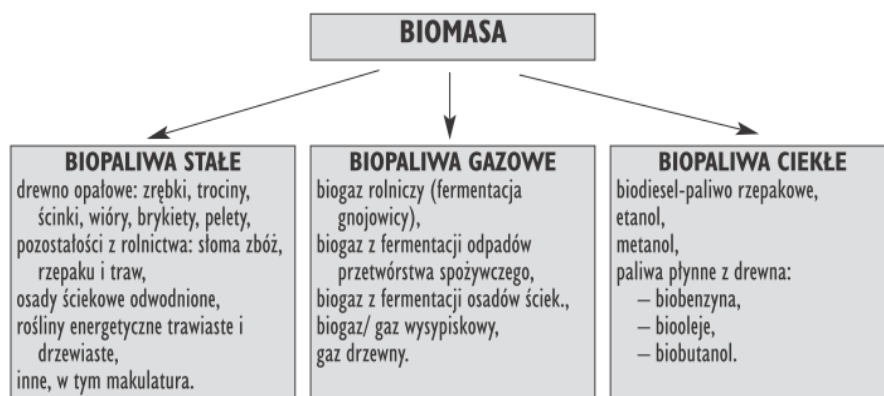 BIOMASA
BIOPALIWA STAŁE
drewno opałowe: zrębki, trociny,
ścinki, wióry, brykiety, pelety,
pozostałości z rolnictwa: słoma zbóż,
rzepaku i traw,
osady ściekowe odwodnione,
rośliny energetyczne trawiaste i
drzewiaste,
inne, w tym makulatura.
BIOPALIWA GAZOWE
biogaz rolniczy (fermentacja
gnojowicy),
biogaz z fermentacji odpadów
przetwórstwa spożywczego,
biogaz z fermentacji osadów ściek.,
biogaz/ gaz wysypiskowy,
gaz drzewny.
BIOPALIWA CIEKŁE
biodiesel-paliwo rzepakowe,
etanol,
metanol,
paliwa płynne z drewna:
– biobenzyna,
– biooleje,
– biobutanol.